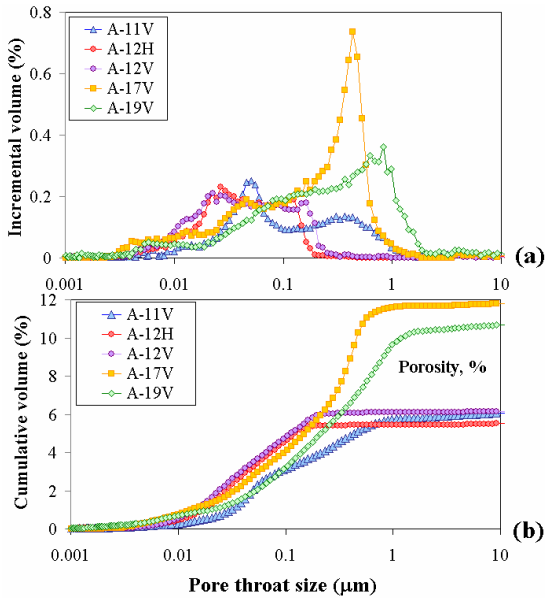 0.8
0.6
0.4
0.2
0
Incremental volume (%)
A-11V
A-12H
A-12V
A-17V
A-19V
0.001
0.01
0.1
1
10
(a)
12
10
8
6
4
2
0
Cumulative volume (%)
A-11V
A-12H
A-12V
A-17V
A-19V
Porosity, %
(b)
0.001
0.01
0.1
1
10
Pore throat size (μm)